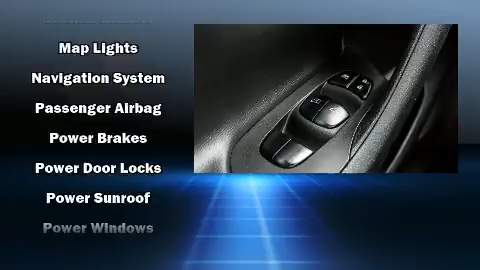 Map Lights
Navigation System
Passenger Airbag
Power Brakes
Power Door Locks
Power Sunroof
Power Windows